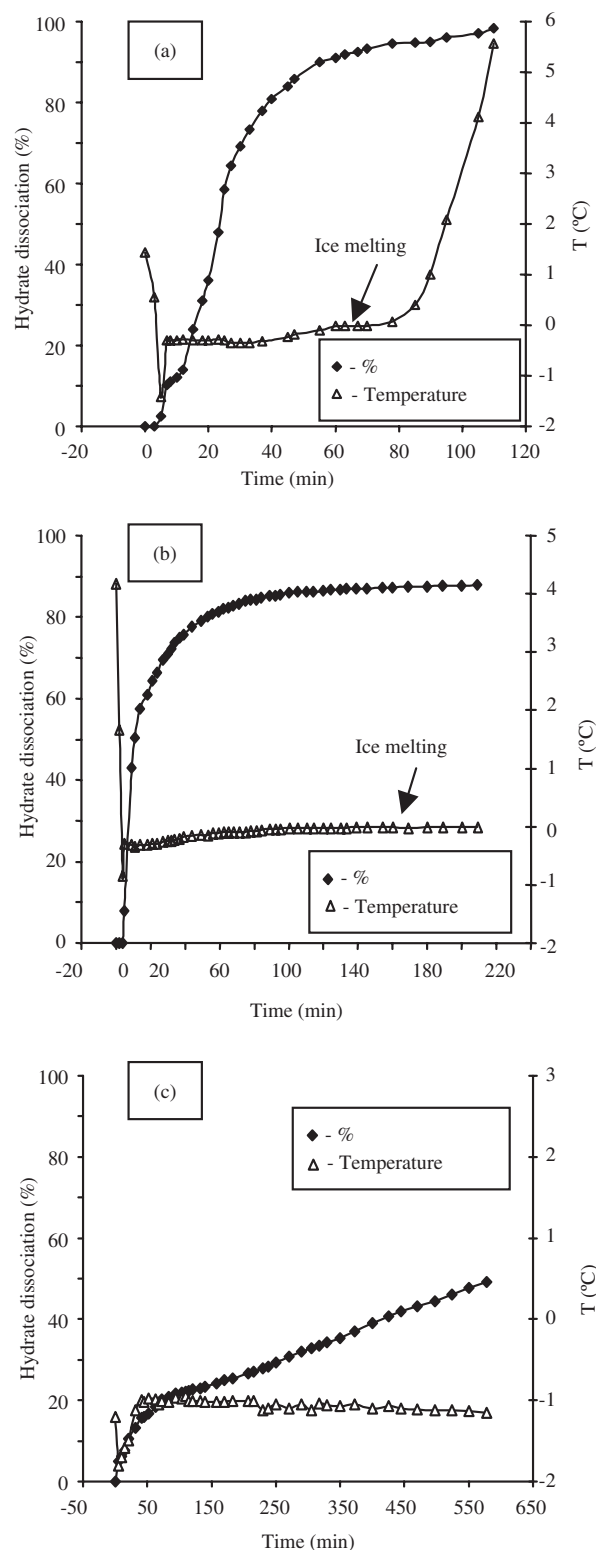 (a)
Hydrate dissociation (%)
100
80
60
40
20
0
6
5
4
3
2
1
0
-1
-2
T (ºC)
Ice melting
- %
- Temperature
-20 0 20 40 60 80 100 120
Time (min)
(b)
Hydrate dissociation (%)
100
80
60
40
20
0
5
4
3
2
1
0
-1
-2
T (ºC)
Ice melting
- %
- Temperature
-20 0 20 60 100 140 180 220
Time (min)
(c)
Hydrate dissociation (%)
100
80
60
40
20
0
3
2
1
0
-1
-2
T (ºC)
- %
- Temperature
-50 50 150 250 350 450 550 650
Time (min)